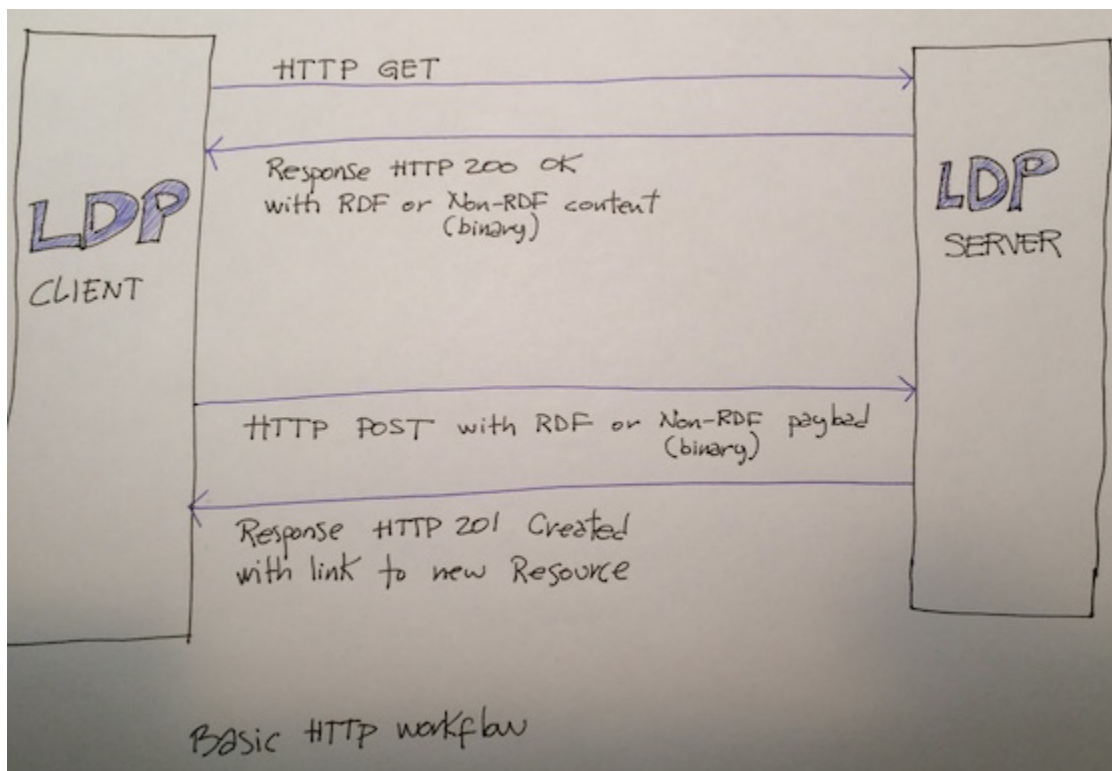 HTTP GET
Response HTTP 200 OK
with RDF or Non-RDF content
(binary)
LDP
CLIENT
LDP
SERVER
HTTP POST with RDF or Non-RDF payload
(binary)
Response HTTP 201 Created
with link to new Resource
Basic HTTP workflow